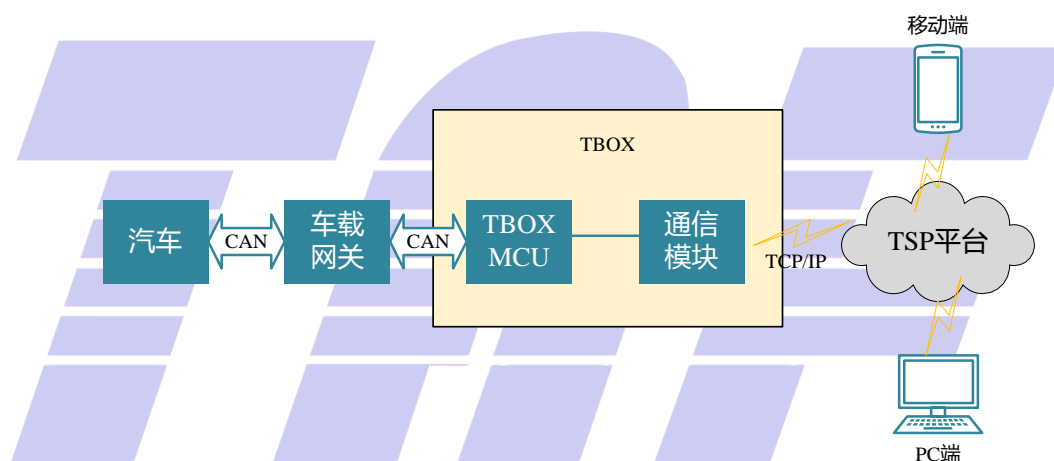 移动端
TBOX
汽车
CAN
车载
网关
CAN
TBOX
MCU
通信
模块
TCP/IP
TSP平台
PC端